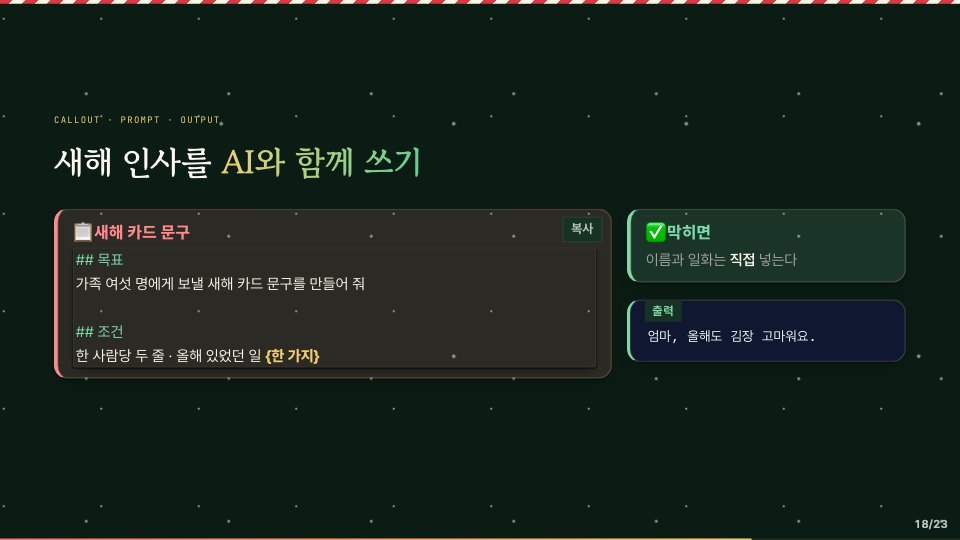 CALLOUT · PROMPT · OUTPUT
새해 인사를 AI와 함께 쓰기
📋새해 카드 문구
복사
## 목표
가족 여섯 명에게 보낼 새해 카드 문구를 만들어 줘
## 조건
한 사람당 두 줄 · 올해 있었던 일 {한 가지}
✅막히면
이름과 일화는 직접 넣는다
출력
엄마, 올해도 김장 고마워요.
18/23